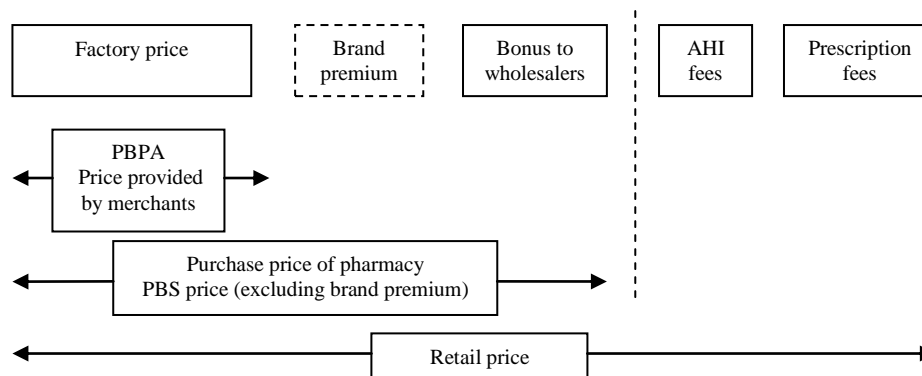 Factory price
Brand
premium
Bonus to
wholesalers
AHI
fees
Prescription
fees
PBPA
Price provided
by merchants
Purchase price of pharmacy
PBS price (excluding brand premium)
Retail price